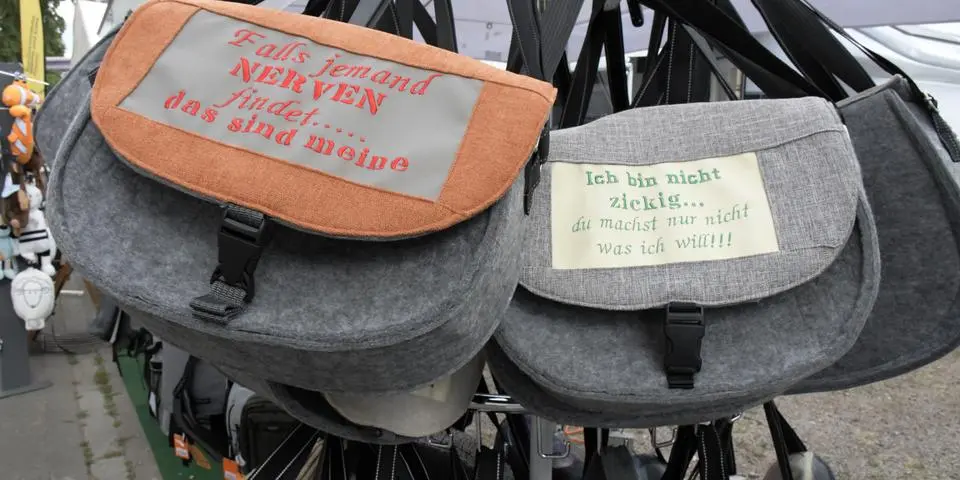 Falls jemand
NERVEN
findet.....
das sind meine
Ich bin nicht
zickig...
du machst nur nicht
was ich will!!!